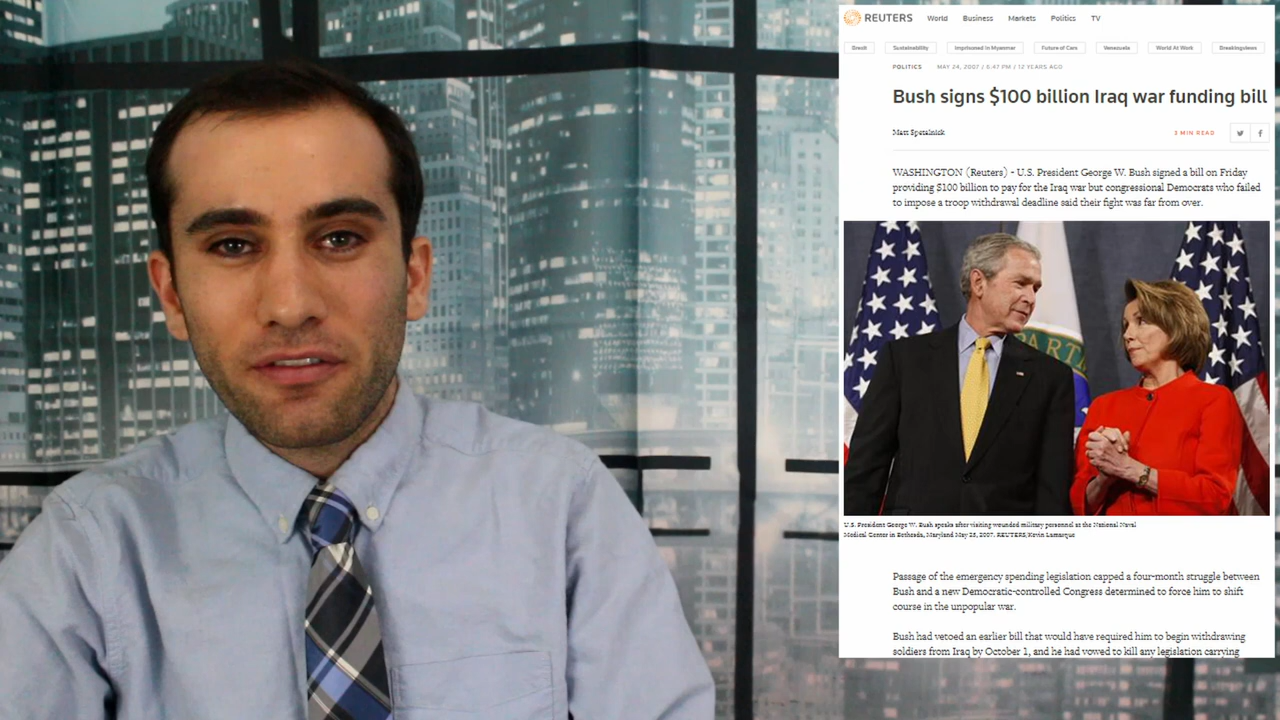 REUTERS World Business Markets Politics TV
Brexit Sustainability Imprisoned in Myanmar Future of Cars Venezuela World At Work Breakingviews
POLITICS MAY 24, 2007 / 5:47 PM / 12 YEARS AGO
Bush signs $100 billion Iraq war funding bill
Matt Spetalnick
3 MIN READ
WASHINGTON (Reuters) - U.S. President George W. Bush signed a bill on Friday
providing $100 billion to pay for the Iraq war but congressional Democrats who failed
to impose a troop withdrawal deadline said their fight was far from over.
PARTM
U.S. President George W. Bush speaks after visiting wounded military personnel at the National Naval
Medical Center in Bethesda, Maryland May 25, 2007. REUTERS/Kevin Lamarque
Passage of the emergency spending legislation capped a four-month struggle between
Bush and a new Democratic-controlled Congress determined to force him to shift
course in the unpopular war.
Bush had vetoed an earlier bill that would have required him to begin withdrawing
soldiers from Iraq by October 1, and he had vowed to kill any legislation carrying